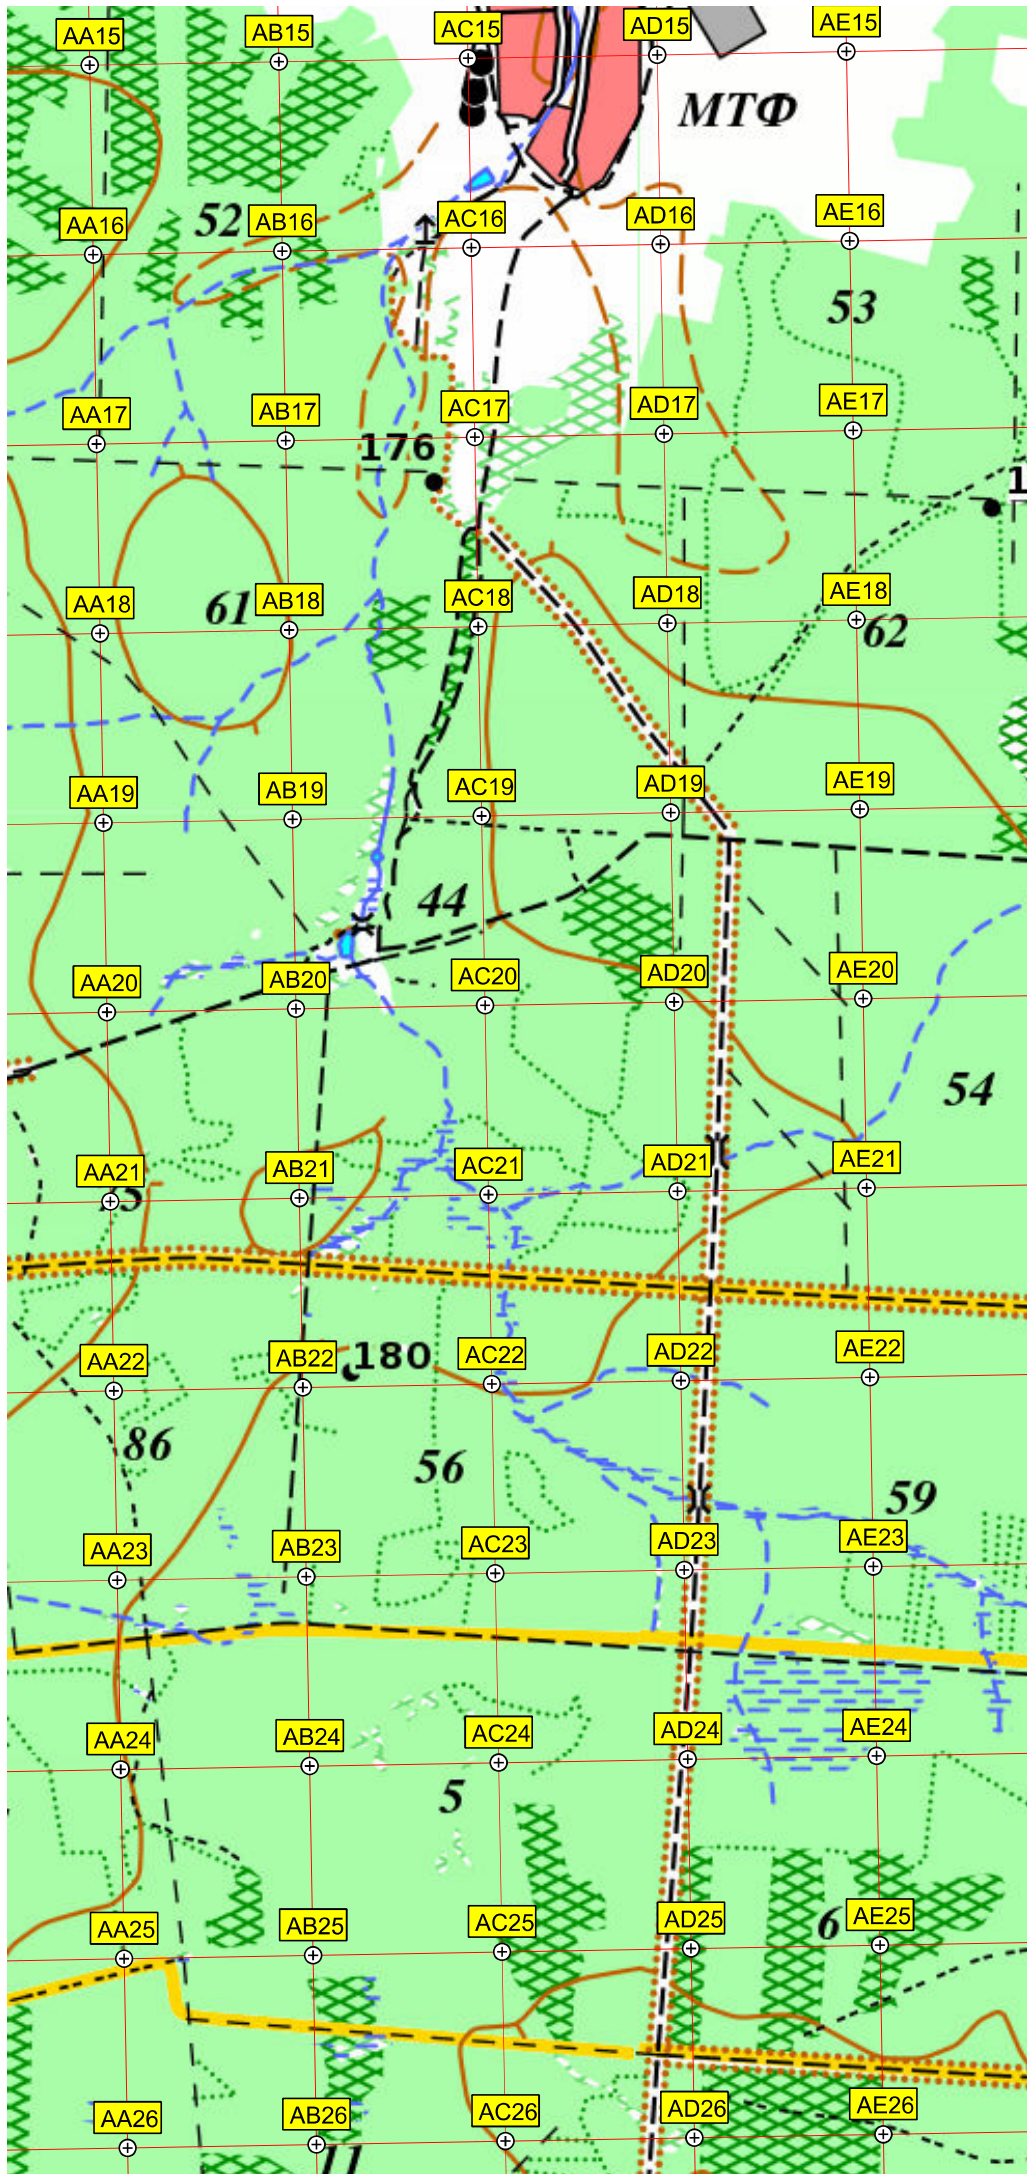 AA15 AB15 AC15 AD15 AE15
МТФ
AA16 52 AB16 AC16 AD16 AE16
53
AA17 AB17 AC17 AD17 AE17
176
1
AA18 61 AB18 AC18 AD18 AE18
62
AA19 AB19 AC19 AD19 AE19
44
AA20 AB20 AC20 AD20 AE20
54
AA21 AB21 AC21 AD21 AE21
AA22 AB22 180 AC22 AD22 AE22
86 56 59
AA23 AB23 AC23 AD23 AE23
AA24 AB24 AC24 AD24 AE24
5
AA25 AB25 AC25 AD25 6 AE25
AA26 AB26 AC26 AD26 AE26
11